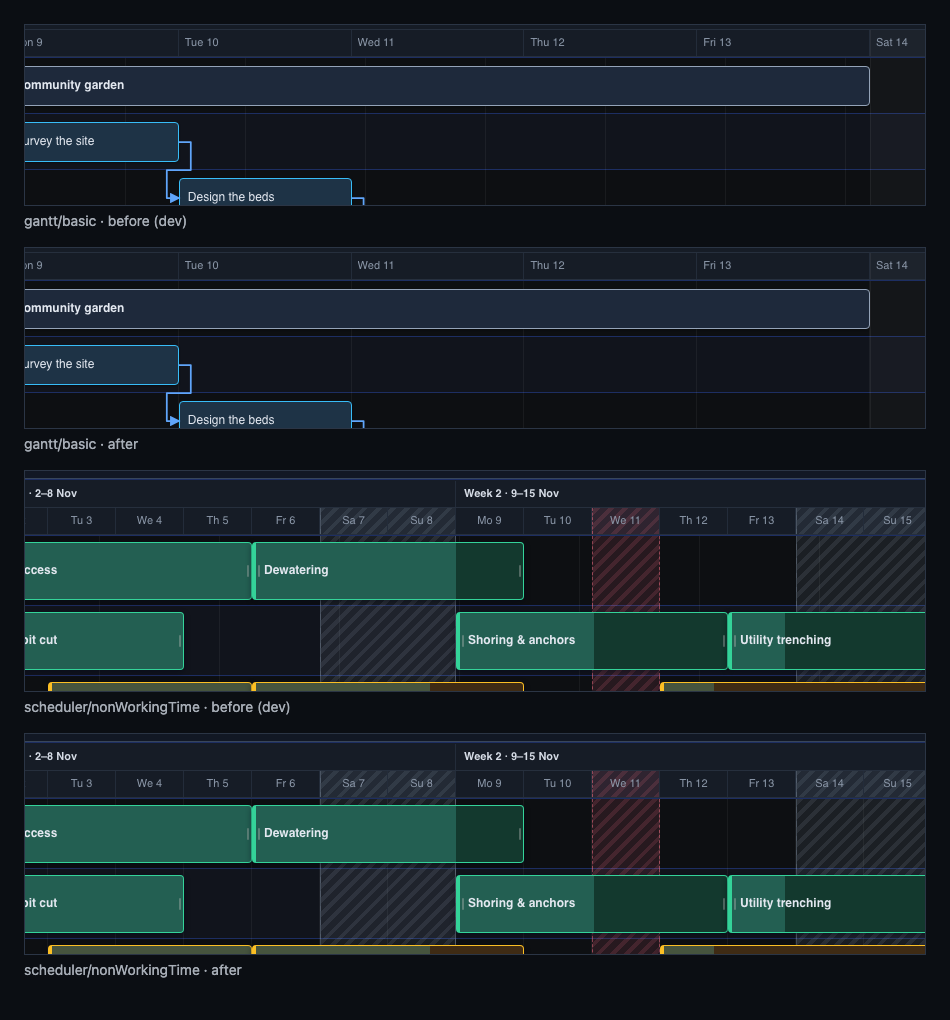 on 9 Tue 10 Wed 11 Thu 12 Fri 13 Sat 14
ommunity garden
urvey the site
Design the beds
gantt/basic · before (dev)
on 9 Tue 10 Wed 11 Thu 12 Fri 13 Sat 14
ommunity garden
urvey the site
Design the beds
gantt/basic · after
· 2–8 Nov Week 2 · 9–15 Nov
Tu 3 We 4 Th 5 Fr 6 Sa 7 Su 8 Mo 9 Tu 10 We 11 Th 12 Fr 13 Sa 14 Su 15
ccess Dewatering
pit cut Shoring & anchors Utility trenching
scheduler/nonWorkingTime · before (dev)
· 2–8 Nov Week 2 · 9–15 Nov
Tu 3 We 4 Th 5 Fr 6 Sa 7 Su 8 Mo 9 Tu 10 We 11 Th 12 Fr 13 Sa 14 Su 15
ccess Dewatering
pit cut Shoring & anchors Utility trenching
scheduler/nonWorkingTime · after